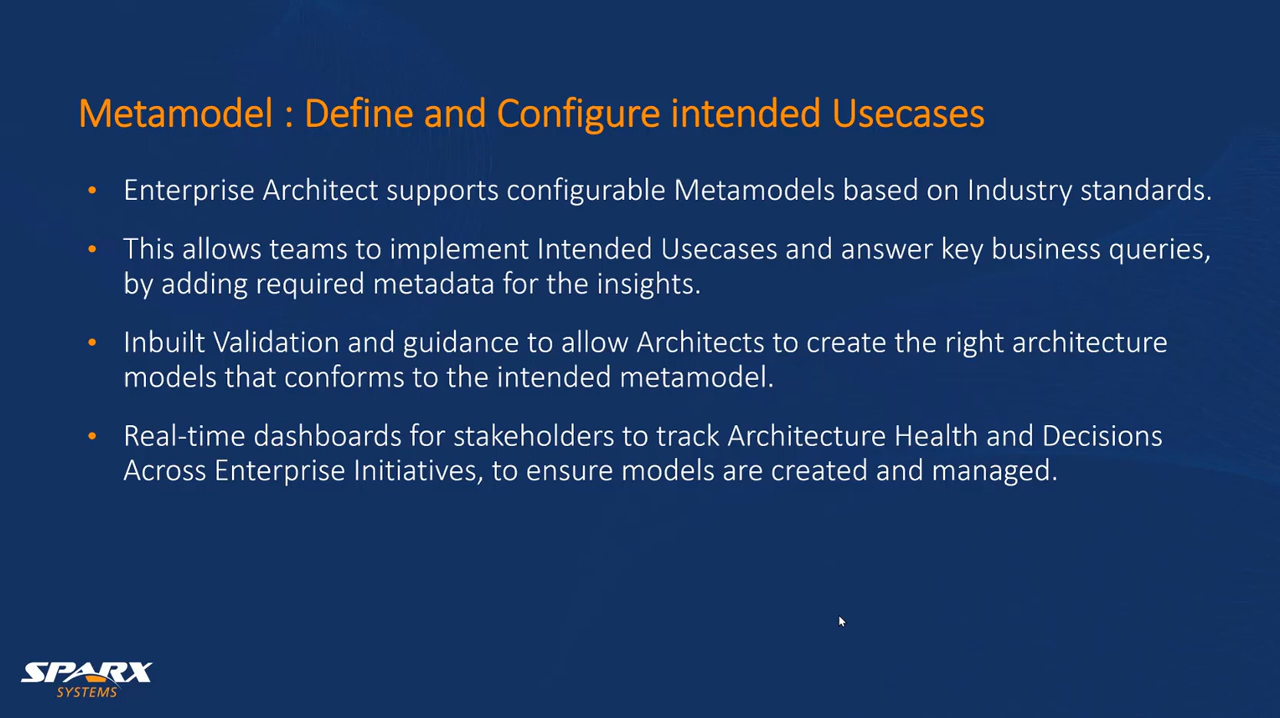 Metamodel : Define and Configure intended Usecases
• Enterprise Architect supports configurable Metamodels based on Industry standards.
• This allows teams to implement Intended Usecases and answer key business queries,
by adding required metadata for the insights.
• Inbuilt Validation and guidance to allow Architects to create the right architecture
models that conforms to the intended metamodel.
• Real-time dashboards for stakeholders to track Architecture Health and Decisions
Across Enterprise Initiatives, to ensure models are created and managed.
SPARX
SYSTEMS